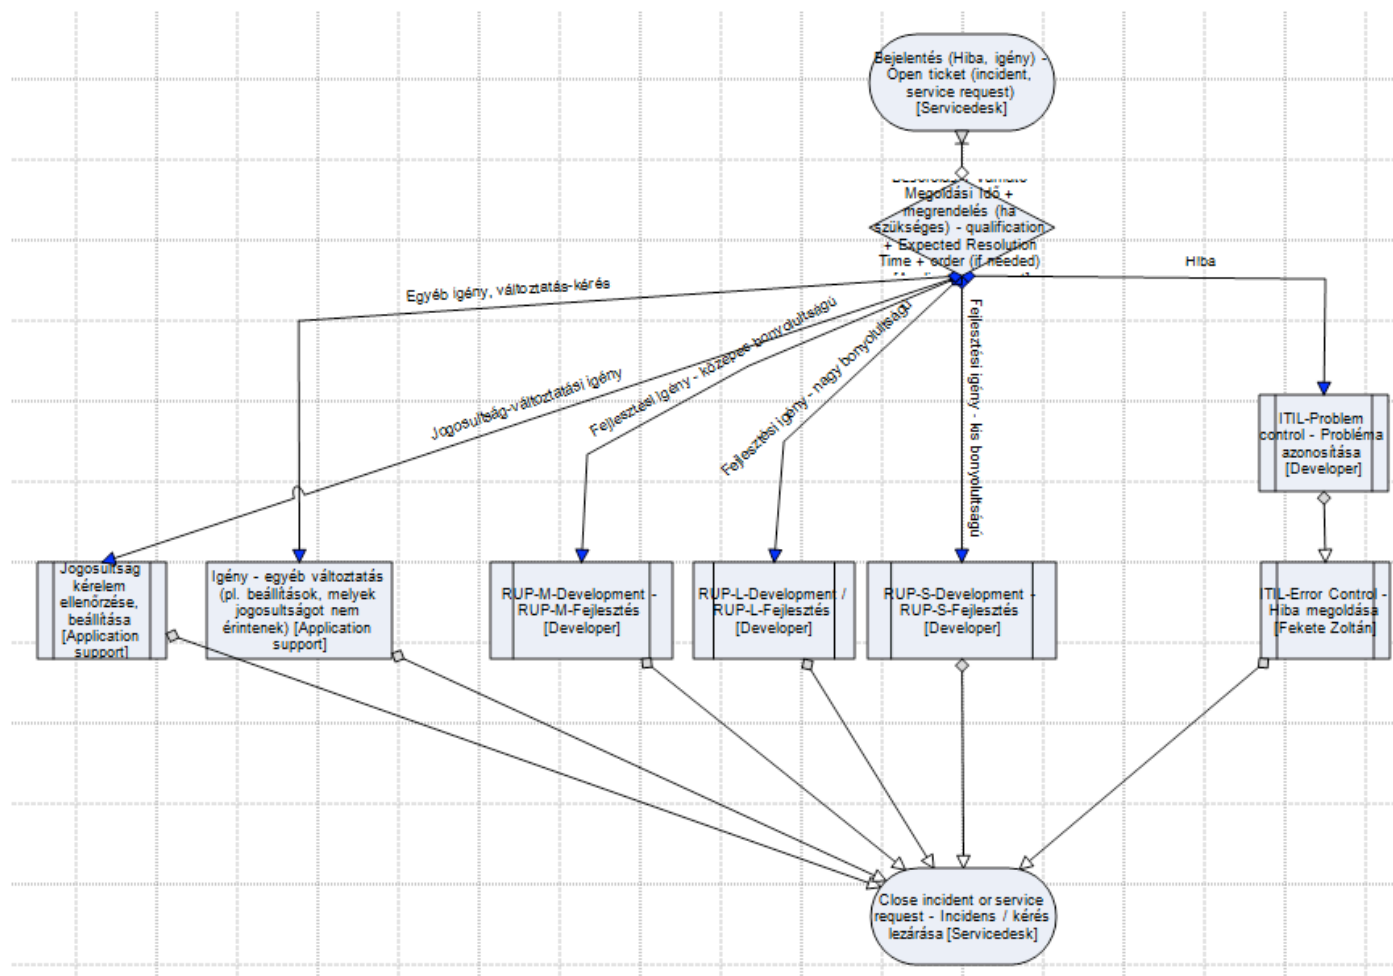 Bejelentés (Hiba, igény) -
Open ticket (incident,
service request)
[Servicedesk]
Megoldási Idő +
megrendelés (ha
szükséges) - qualification
+ Expected Resolution
Time + order (if needed)
Hiba
Egyéb igény, változtatás-kérés
Jogosultság-változtatási igény
Fejlesztési igény - közepes bonyolultságú
Fejlesztési igény - nagy bonyolultságú
Fejlesztési igény - kis bonyolultságú
ITIL-Problem
control - Probléma
azonosítása
[Developer]
Jogosultság
kérelem
ellenőrzése,
beállítása
[Application
support]
Igény - egyéb változtatás
(pl. beállítások, melyek
jogosultságot nem
érintenek) [Application
support]
RUP-M-Development -
RUP-M-Fejlesztés
[Developer]
RUP-L-Development /
RUP-L-Fejlesztés
[Developer]
RUP-S-Development -
RUP-S-Fejlesztés
[Developer]
ITIL-Error Control -
Hiba megoldása
[Fekete Zoltán]
Close incident or service
request - Incidens / kérés
lezárása [Servicedesk]